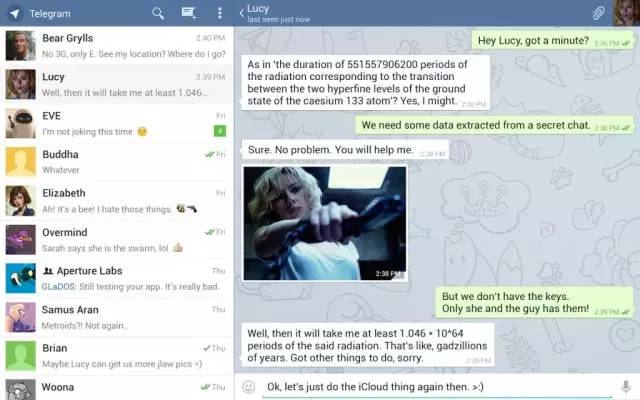 Telegram
Bear Grylls
2:40 PM
No 3G, only E. See my location? Where do I go?
Lucy
2:39 PM
Well, then it will take me at least 1.046...
EVE
Fri
I'm not joking this time
4
Buddha
Fri
Whatever
Elizabeth
Fri
Ah! It's a bee! I hate those things.
Overmind
Fri
Sarah says she is the swarm, lol
Aperture Labs
Thu
GLaDOS: Still testing your app. It's really bad.
Samus Aran
Thu
Metroids?! Not again..
Brian
Thu
Maybe Lucy can get us more jlaw pics =)
Woona
Thu
Lucy
last seen just now
Hey Lucy, got a minute?
2:36 PM
As in 'the duration of 551557906200 periods of
the radiation corresponding to the transition
between the two hyperfine levels of the ground
state of the caesium 133 atom'? Yes, I might.
2:36 PM
We need some data extracted from a secret chat.
2:38 PM
Sure. No problem. You will help me.
2:38 PM
2:38 PM
But we don't have the keys.
Only she and the guy has them!
2:39 PM
Well, then it will take me at least 1.046 * 10^64
periods of the said radiation. That's like, gadzillions
of years. Got other things to do, sorry.
2:39 PM
Ok, let's just do the iCloud thing again then. >:)